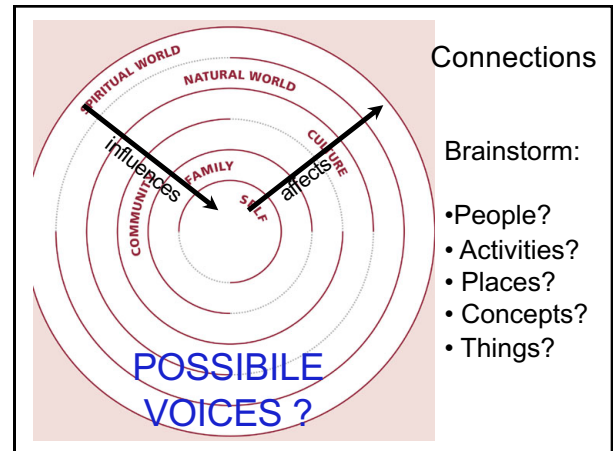 SPIRITUAL WORLD
NATURAL WORLD
CULTURE
COMMUNITY
FAMILY
SELF
influences
affects
POSSIBILE
VOICES ?
Connections
Brainstorm:
•People?
• Activities?
• Places?
• Concepts?
• Things?